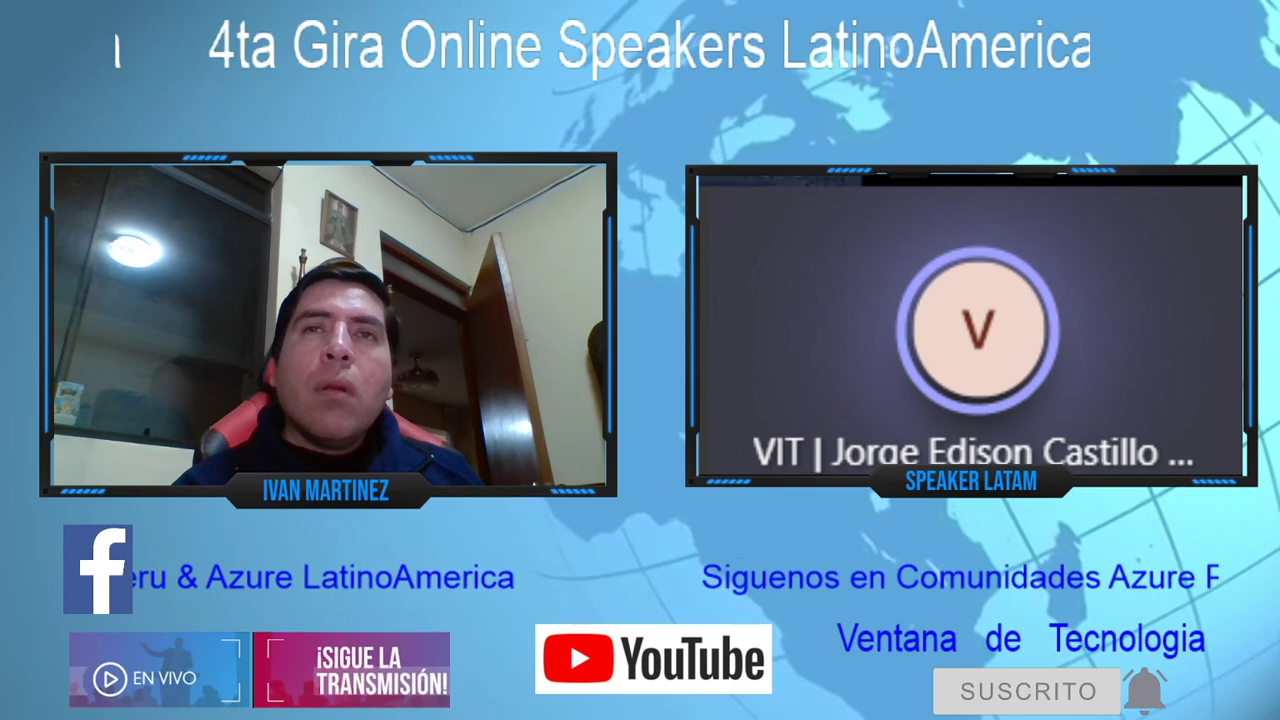 4ta Gira Online Speakers LatinoAmerica
V
VIT | Jorge Edison Castillo ...
IVAN MARTINEZ
SPEAKER LATAM
f
eru & Azure LatinoAmerica
Siguenos en Comunidades Azure P
Ventana de Tecnologia
EN VIVO
¡SIGUE LA
TRANSMISIÓN!
YouTube
SUSCRITO